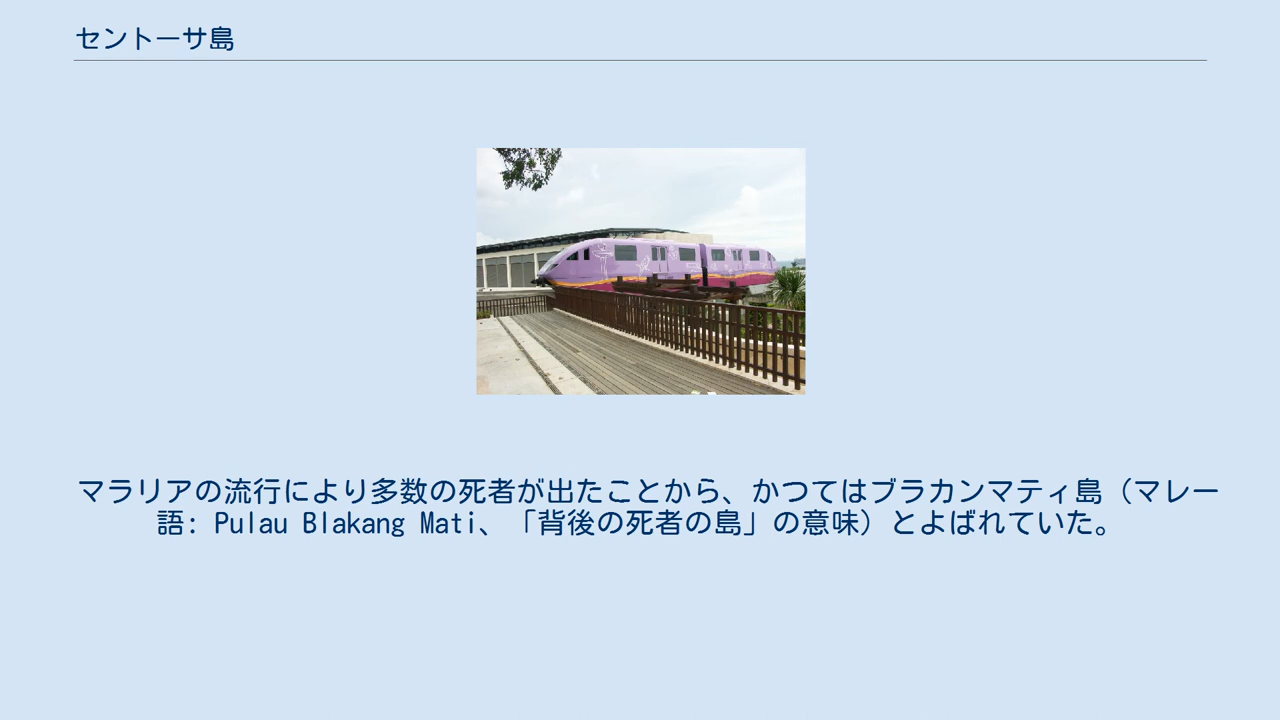 セントーサ島
マラリアの流行により多数の死者が出たことから、かつてはブラカンマティ島（マレー
語: Pulau Blakang Mati、「背後の死者の島」の意味）とよばれていた。